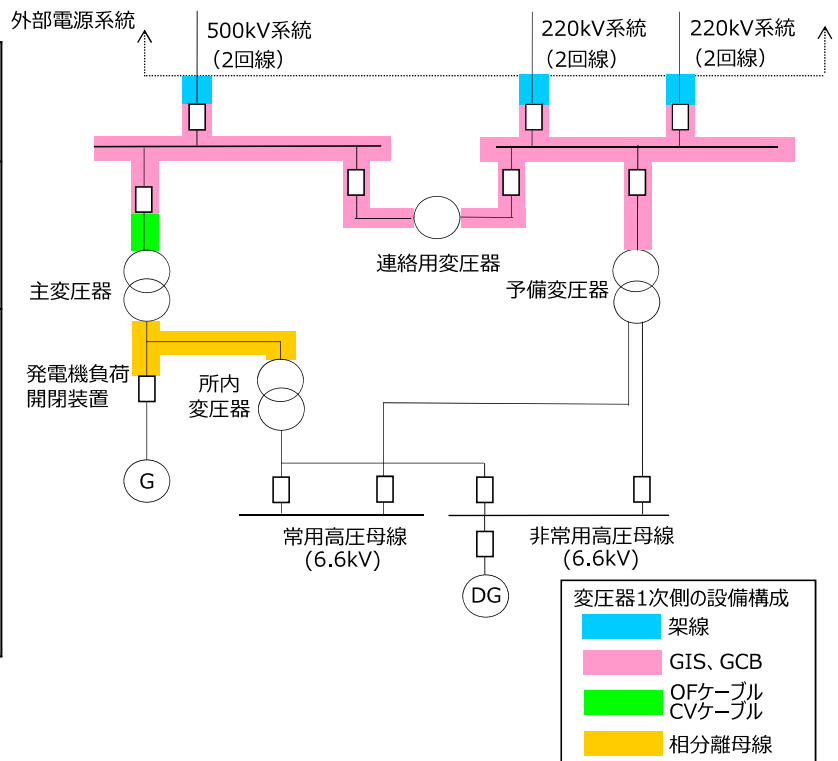 外部電源系統
500kV系統
（2回線）
220kV系統
（2回線）
220kV系統
（2回線）
連絡用変圧器
予備変圧器
主変圧器
発電機負荷
開閉装置
所内
変圧器
G
常用高圧母線
(6.6kV)
非常用高圧母線
(6.6kV)
DG
変圧器1次側の設備構成
架線
GIS、GCB
OFケーブル
CVケーブル
相分離母線